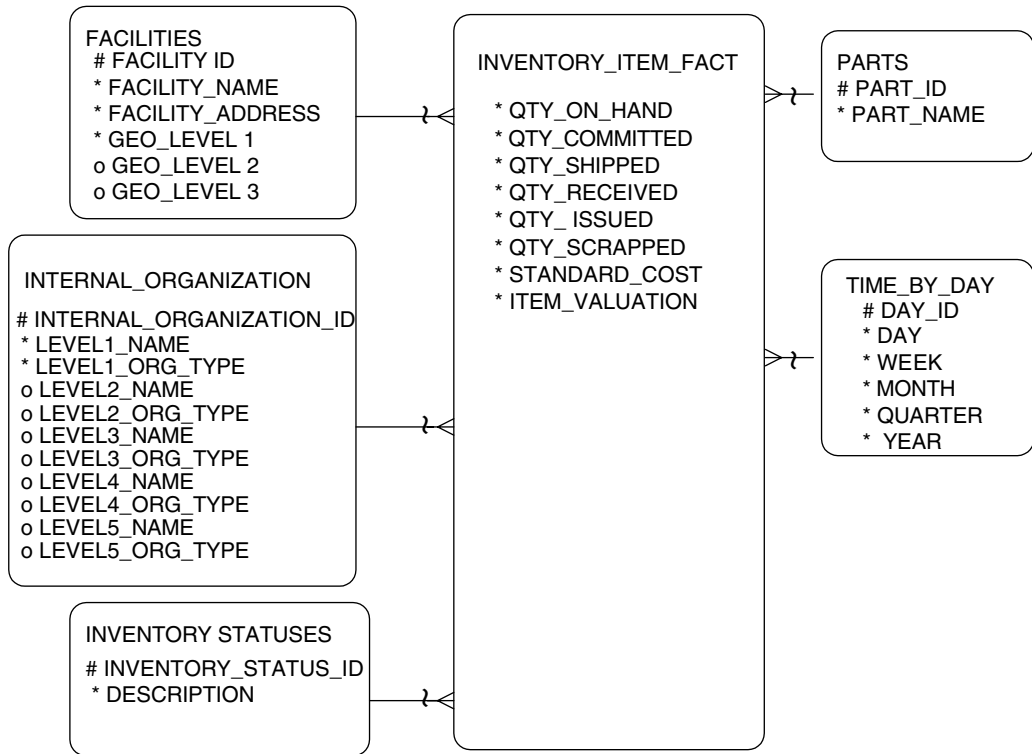 FACILITIES
# FACILITY ID
* FACILITY_NAME
* FACILITY_ADDRESS
* GEO_LEVEL 1
o GEO_LEVEL 2
o GEO_LEVEL 3
INTERNAL_ORGANIZATION
# INTERNAL_ORGANIZATION_ID
* LEVEL1_NAME
* LEVEL1_ORG_TYPE
o LEVEL2_NAME
o LEVEL2_ORG_TYPE
o LEVEL3_NAME
o LEVEL3_ORG_TYPE
o LEVEL4_NAME
o LEVEL4_ORG_TYPE
o LEVEL5_NAME
o LEVEL5_ORG_TYPE
INVENTORY STATUSES
# INVENTORY_STATUS_ID
* DESCRIPTION
INVENTORY_ITEM_FACT
* QTY_ON_HAND
* QTY_COMMITTED
* QTY_SHIPPED
* QTY_RECEIVED
* QTY_ ISSUED
* QTY_SCRAPPED
* STANDARD_COST
* ITEM_VALUATION
PARTS
# PART_ID
* PART_NAME
TIME_BY_DAY
# DAY_ID
* DAY
* WEEK
* MONTH
* QUARTER
* YEAR